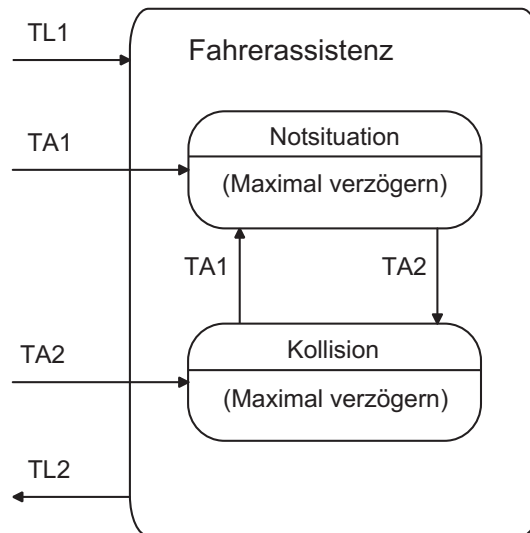 TL1
Fahrerassistenz
TA1
Notsituation
(Maximal verzögern)
TA1
TA2
TA2
Kollision
(Maximal verzögern)
TL2